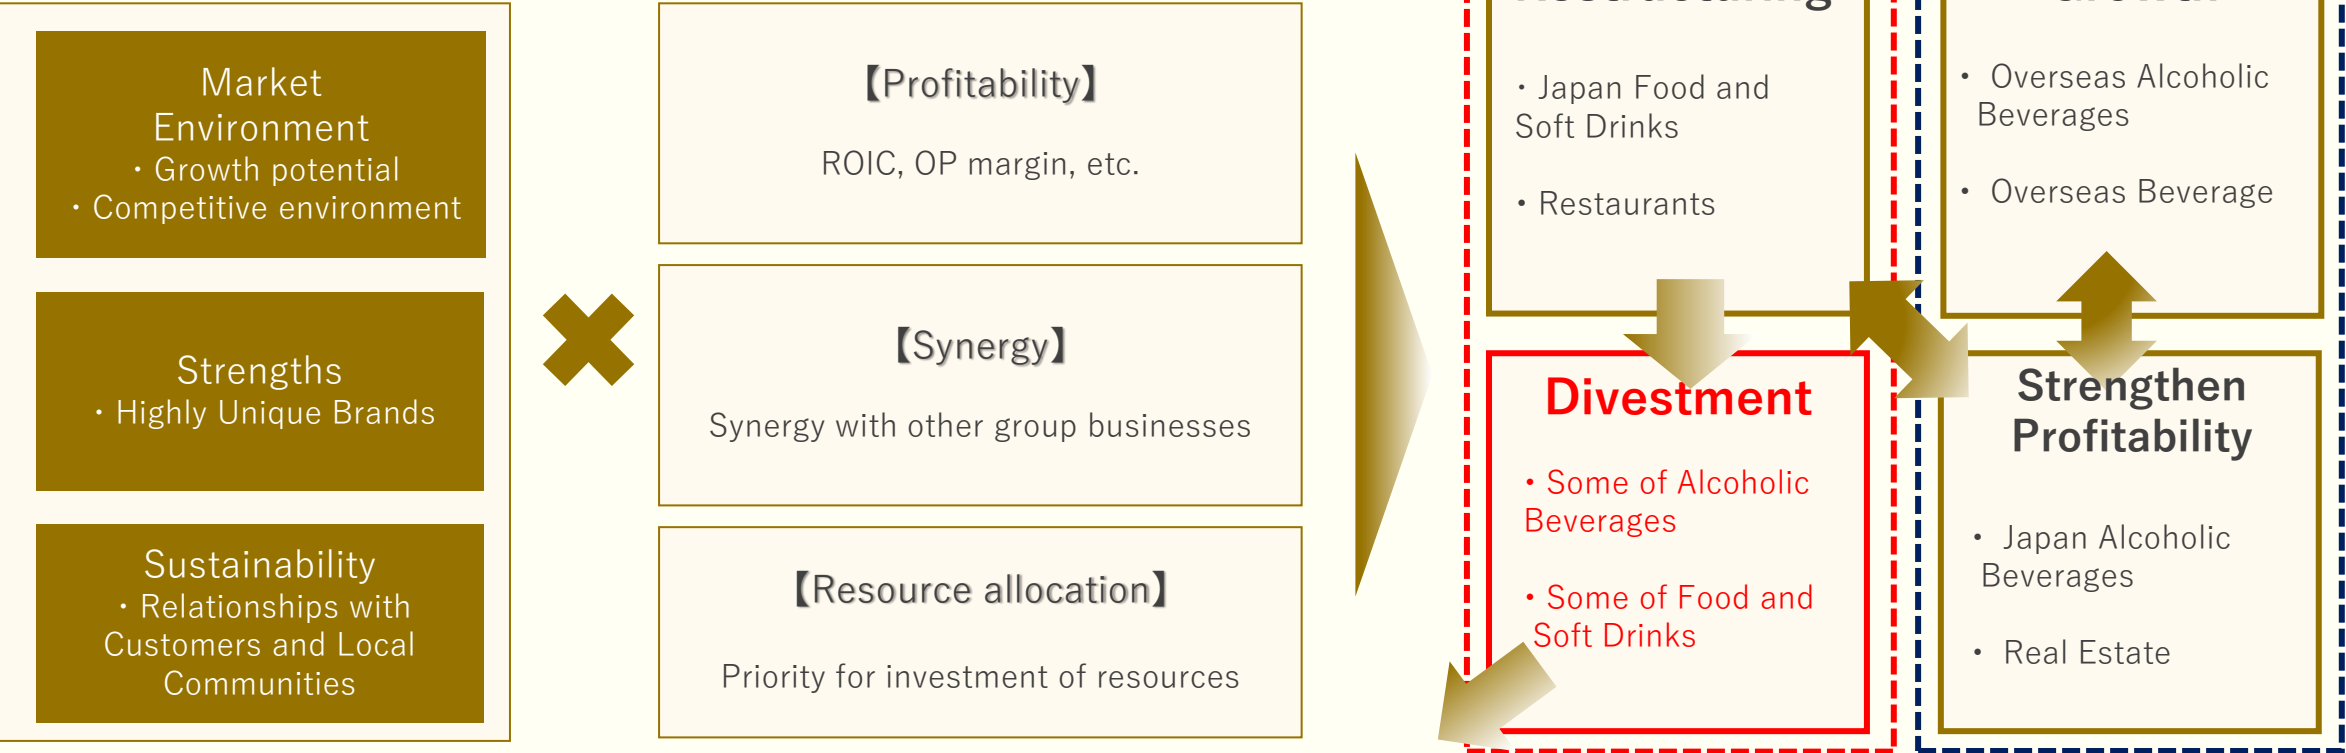 Market
Environment
・Growth potential
・Competitive environment
Strengths
・Highly Unique Brands
Sustainability
・Relationships with
Customers and Local
Communities
【Profitability】
ROIC, OP margin, etc.
【Synergy】
Synergy with other group businesses
【Resource allocation】
Priority for investment of resources
・Japan Food and
Soft Drinks
・Restaurants
・ Overseas Alcoholic
Beverages
・ Overseas Beverage
Divestment
・Some of Alcoholic
Beverages
・Some of Food and
Soft Drinks
Strengthen
Profitability
・ Japan Alcoholic
Beverages
・ Real Estate